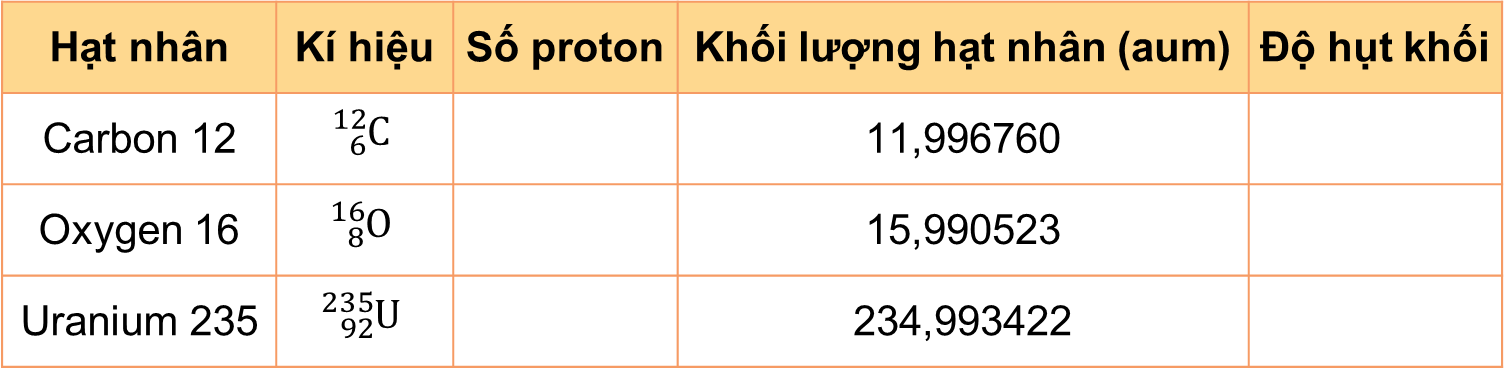 Hạt nhân Kí hiệu Số proton Khối lượng hạt nhân (aum) Độ hụt khối
Carbon 12 ¹²₆C 11,996760
Oxygen 16 ¹⁶₈O 15,990523
Uranium 235 ²³⁵₉₂U 234,993422